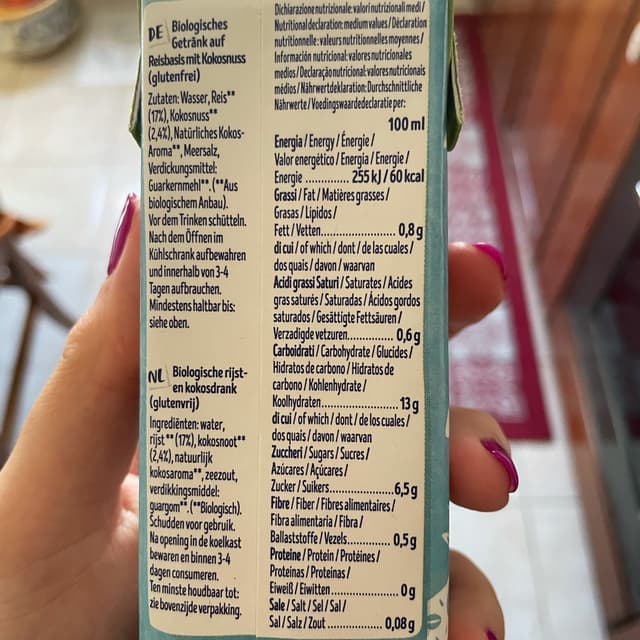 DE Biologisches
Getränk auf
Reisbasis mit Kokosnuss
(glutenfrei)
Zutaten: Wasser, Reis**
(17%), Kokosnuss**
(2,4%), Natürliches Kokos-
Aroma**, Meersalz,
Verdickungsmittel:
Guarkernmehl**. (**Aus
biologischem Anbau).
Vor dem Trinken schütteln.
Nach dem Öffnen im
Kühlschrank aufbewahren
und innerhalb von 3-4
Tagen aufbrauchen.
Mindestens haltbar bis:
siehe oben.
NL Biologische rijst-
en kokosdrank
(glutenvrij)
Ingrediënten: water,
rijst** (17%), kokosnoot**
(2,4%), natuurlijk
kokosaroma**, zeezout,
verdikkingsmiddel:
guargom**. (**Biologisch).
Schudden voor gebruik.
Na opening in de koelkast
bewaren en binnen 3-4
dagen consumeren.
Ten minste houdbaar tot:
zie bovenzijde verpakking.
Dichiarazione nutrizionale: valori nutrizionali medi/
Nutritional declaration: medium values/Déclaration
nutritionnelle: valeurs nutritionnelles moyennes/
Información nutricional: valores nutricionales
medios/Declaração nutricional: valores nutricionais
médios/Nährwertdeklaration: Durchschnittliche
Nährwerte/Voedingswaardedeclaratie per:
100 ml
Energia/Energy/Énergie/
Valor energético/Energia/Energie/
Energie .............. 255 kJ/60 kcal
Grassi/Fat/Matières grasses/
Grasas/Lípidos/
Fett/Vetten........................ 0,8 g
di cui/of which/dont/de las cuales/
dos quais/davon/waarvan
Acidi grassi Saturi/Saturates/Acides
gras saturés/Saturadas/Ácidos gordos
saturados/Gesättigte Fettsäuren/
Verzadigde vetzuren................ 0,6 g
Carboidrati/Carbohydrate/Glucides/
Hidratos de carbono/Hidratos de
carbono/Kohlenhydrate/
Koolhydraten........................ 13 g
di cui/of which/dont/de los cuales/
dos quais/davon/waarvan
Zuccheri/Sugars/Sucres/
Azúcares/Açúcares/
Zucker/Suikers.................... 6,5 g
Fibre/Fiber/Fibres alimentaires/
Fibra alimentaria/Fibra/
Ballaststoffe/Vezels............. 0,5 g
Proteine/Protein/Protéines/
Proteínas/Proteínas/
Eiweiß/Eiwitten..................... 0 g
Sale/Salt/Sel/Sal/
Sal/Salz/Zout .................... 0,08 g